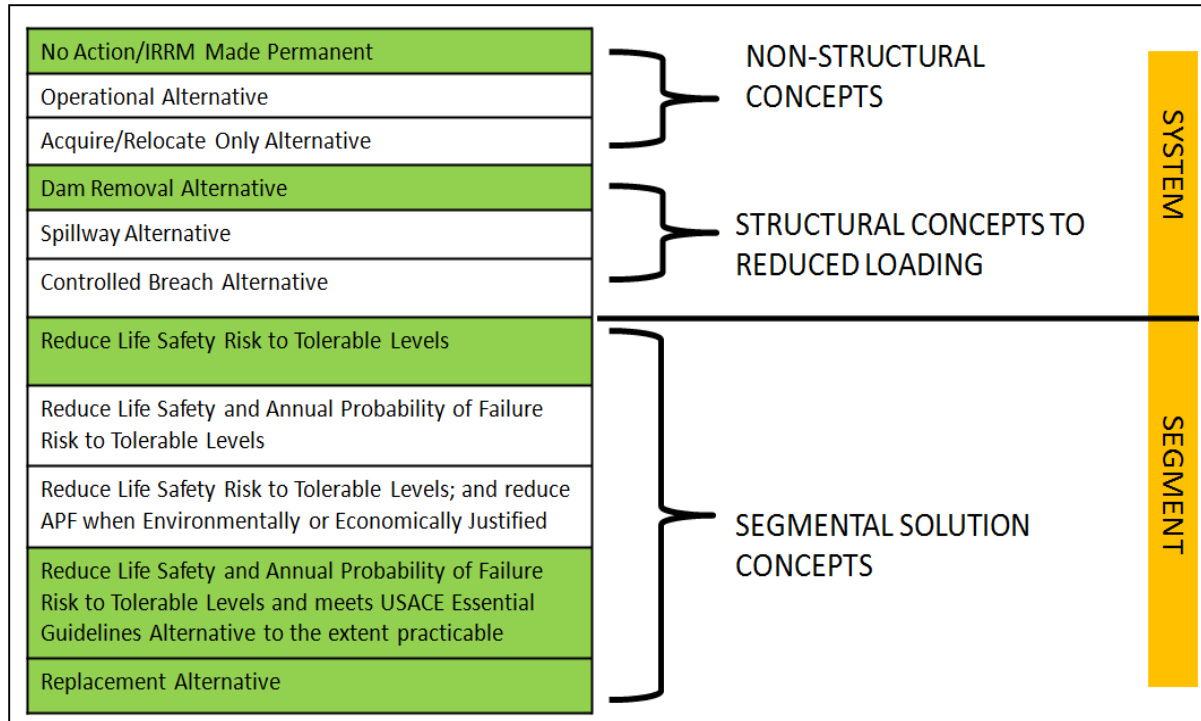 No Action/IRRM Made Permanent
Operational Alternative
Acquire/Relocate Only Alternative
NON-STRUCTURAL
CONCEPTS
Dam Removal Alternative
Spillway Alternative
Controlled Breach Alternative
STRUCTURAL CONCEPTS TO
REDUCED LOADING
SYSTEM
Reduce Life Safety Risk to Tolerable Levels
Reduce Life Safety and Annual Probability of Failure
Risk to Tolerable Levels
Reduce Life Safety Risk to Tolerable Levels; and reduce
APF when Environmentally or Economically Justified
Reduce Life Safety and Annual Probability of Failure
Risk to Tolerable Levels and meets USACE Essential
Guidelines Alternative to the extent practicable
Replacement Alternative
SEGMENTAL SOLUTION
CONCEPTS
SEGMENT